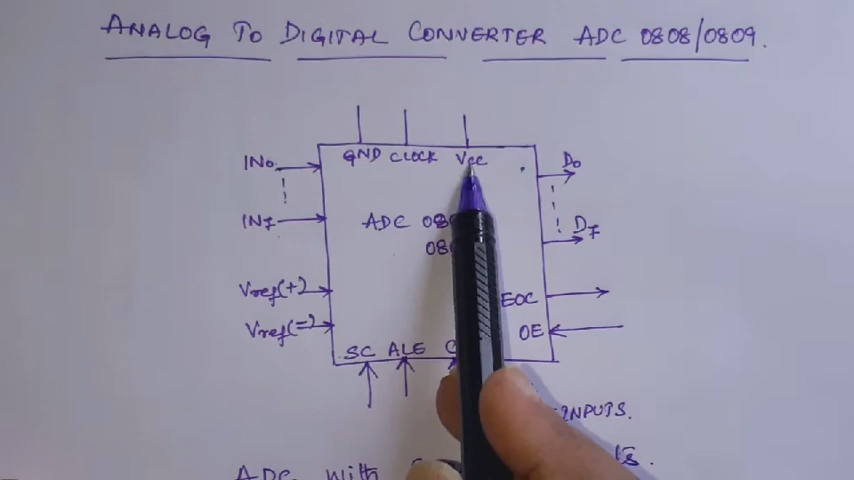 ANALOG TO DIGITAL CONVERTER ADC 0808/0809.
GND CLOCK Vcc
IN0
D0
IN7
ADC
D7
Vref(+)
EOC
Vref(-)
OE
SC ALE
INPUTS.
ADC With